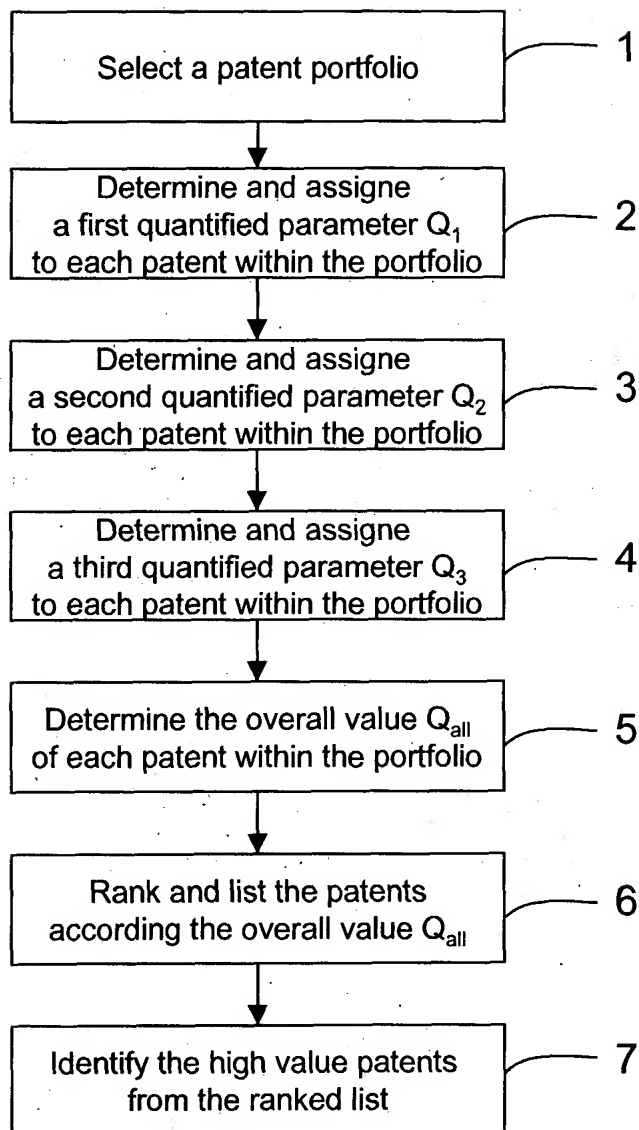 Select a patent portfolio
1
Determine and assigne
a first quantified parameter Q₁
to each patent within the portfolio
2
Determine and assigne
a second quantified parameter Q₂
to each patent within the portfolio
3
Determine and assigne
a third quantified parameter Q₃
to each patent within the portfolio
4
Determine the overall value Qall
of each patent within the portfolio
5
Rank and list the patents
according the overall value Qall
6
Identify the high value patents
from the ranked list
7